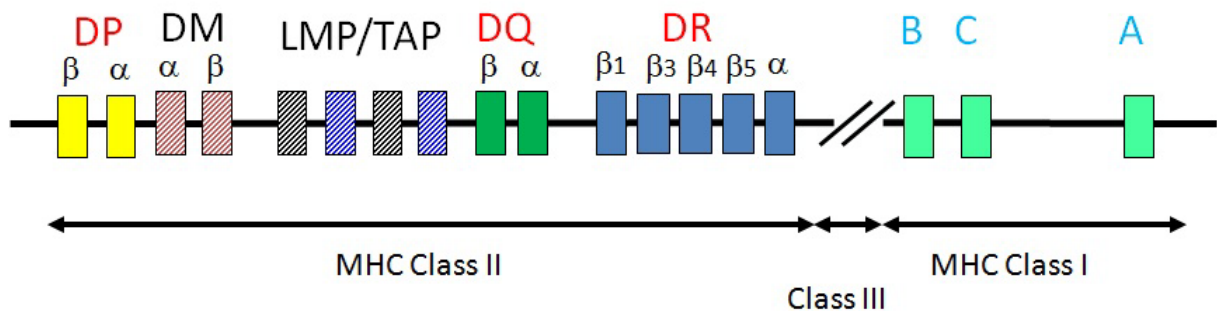 DP DM LMP/TAP DQ DR B C A
β α α β β α β1 β3 β4 β5 α
MHC Class II MHC Class I
Class III